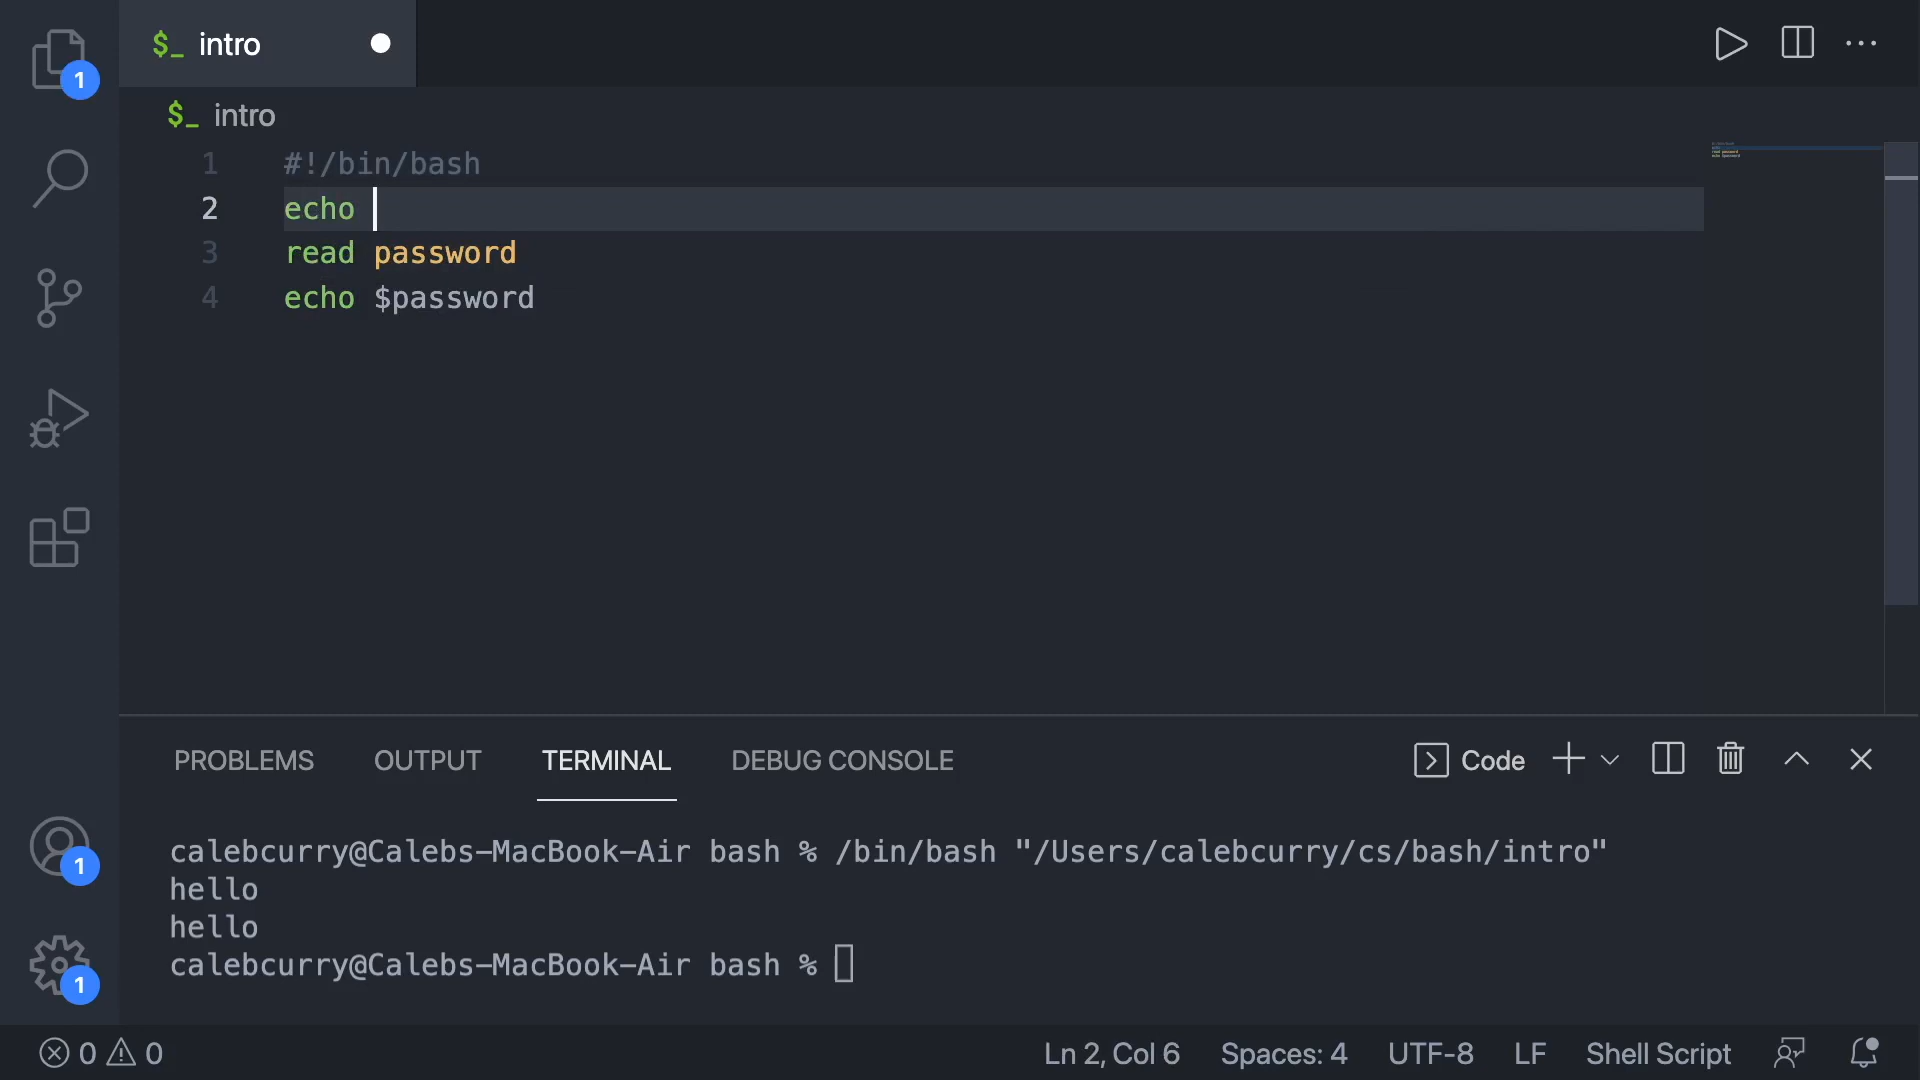 1
$_ intro
$_ intro
1 #!/bin/bash
2 echo
3 read password
4 echo $password
PROBLEMS OUTPUT TERMINAL DEBUG CONSOLE Code
calebcurry@Calebs-MacBook-Air bash % /bin/bash "/Users/calebcurry/cs/bash/intro"
hello
hello
calebcurry@Calebs-MacBook-Air bash %
1
1
0 0 Ln 2, Col 6 Spaces: 4 UTF-8 LF Shell Script